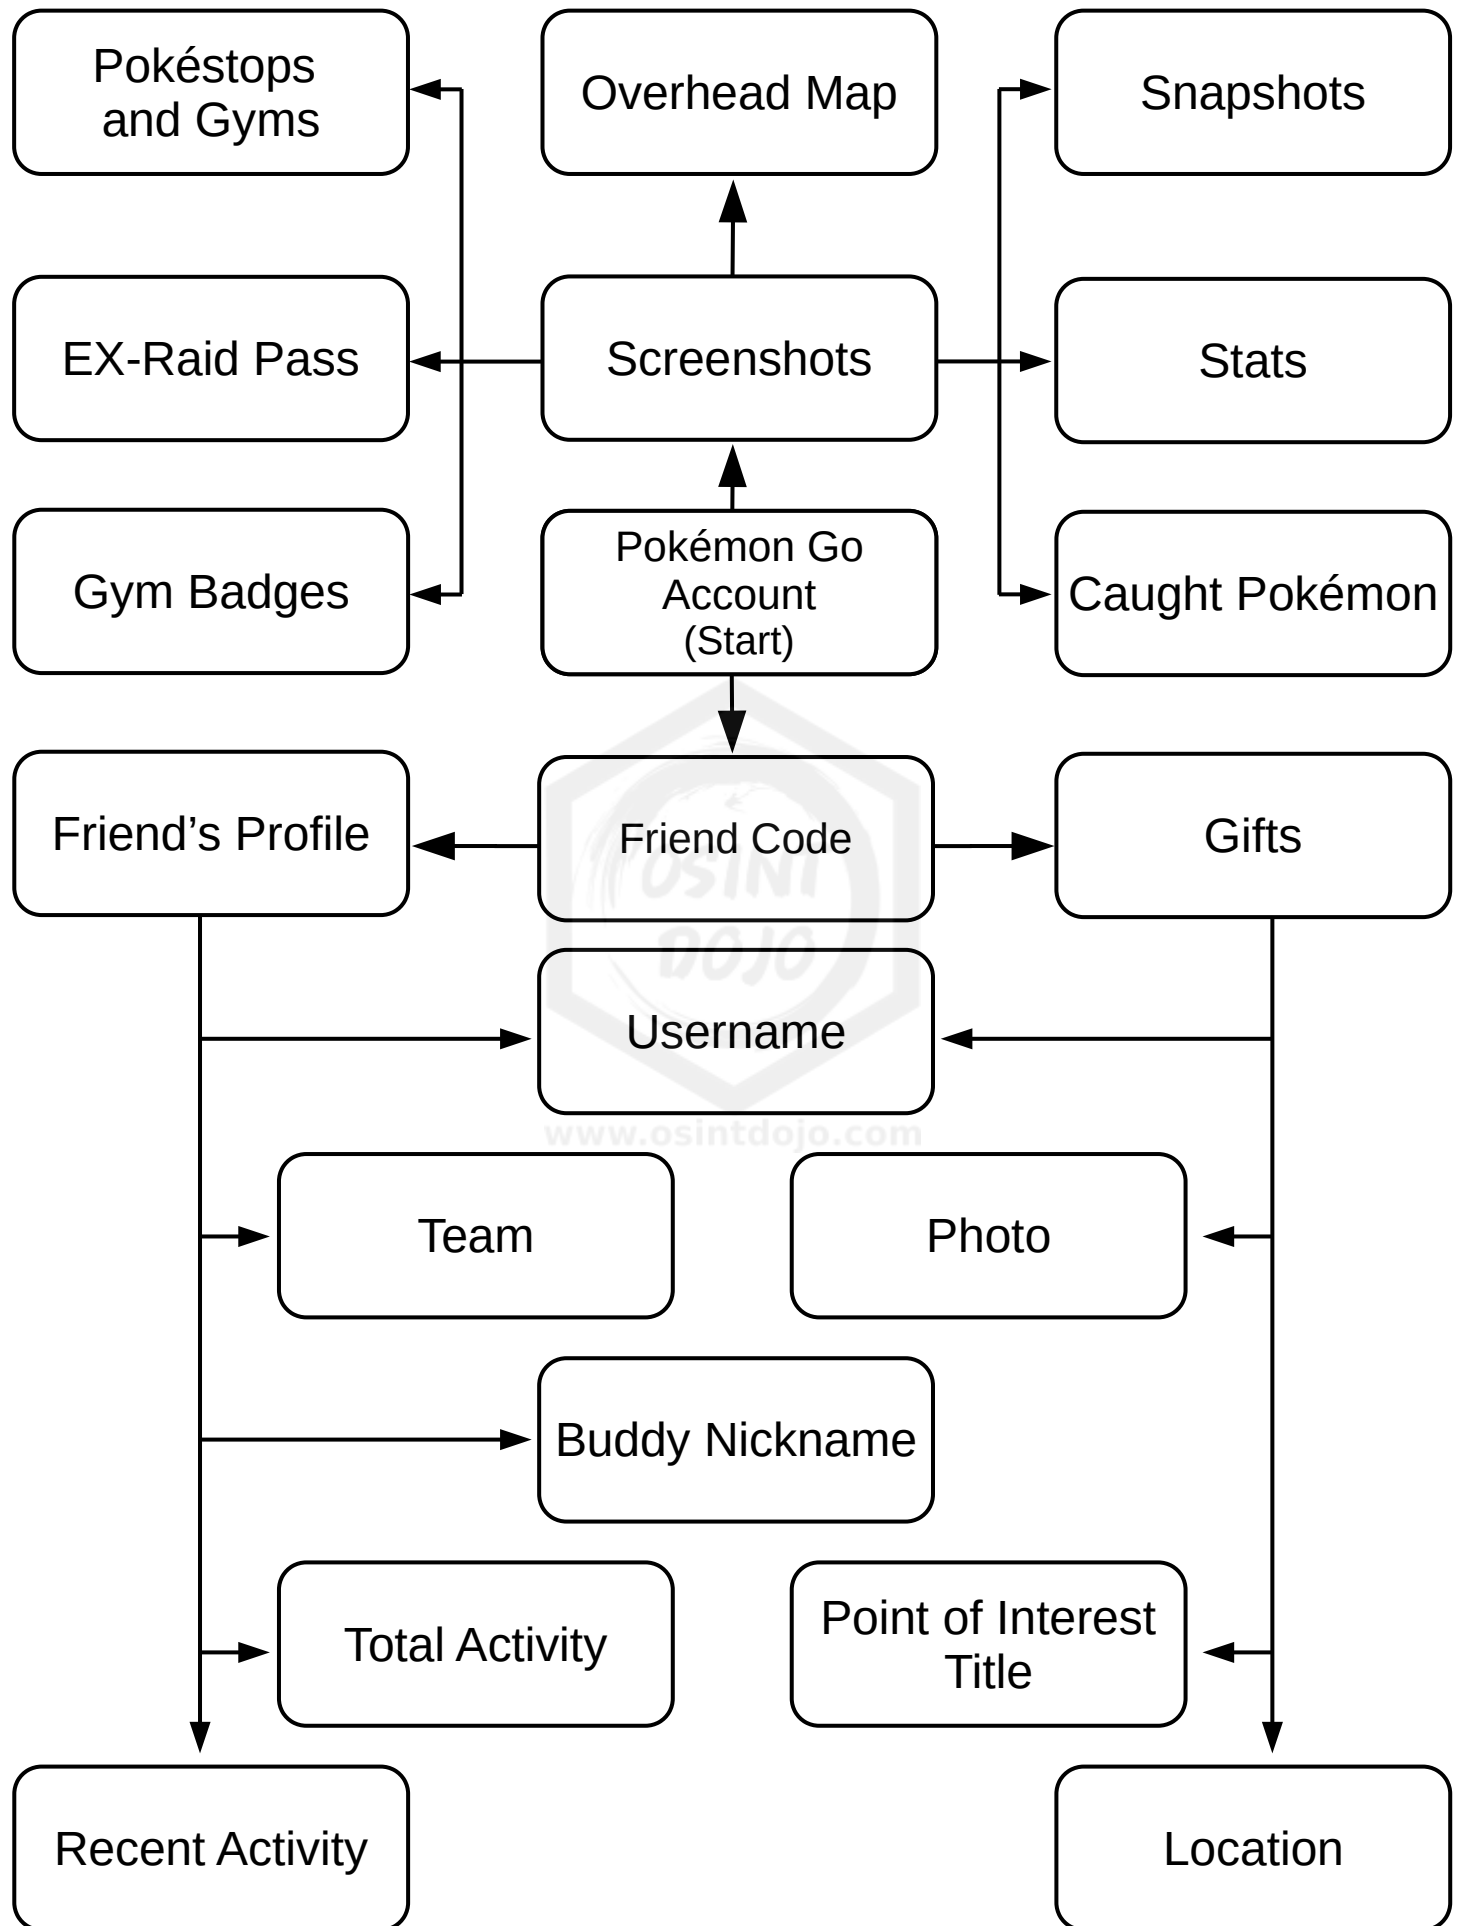 Pokéstops
and Gyms
Overhead Map
Snapshots
EX-Raid Pass
Screenshots
Stats
Gym Badges
Pokémon Go
Account
(Start)
Caught Pokémon
Friend’s Profile
Friend Code
Gifts
OSINT
DOJO
Username
www.osintdojo.com
Team
Photo
Buddy Nickname
Total Activity
Point of Interest
Title
Recent Activity
Location